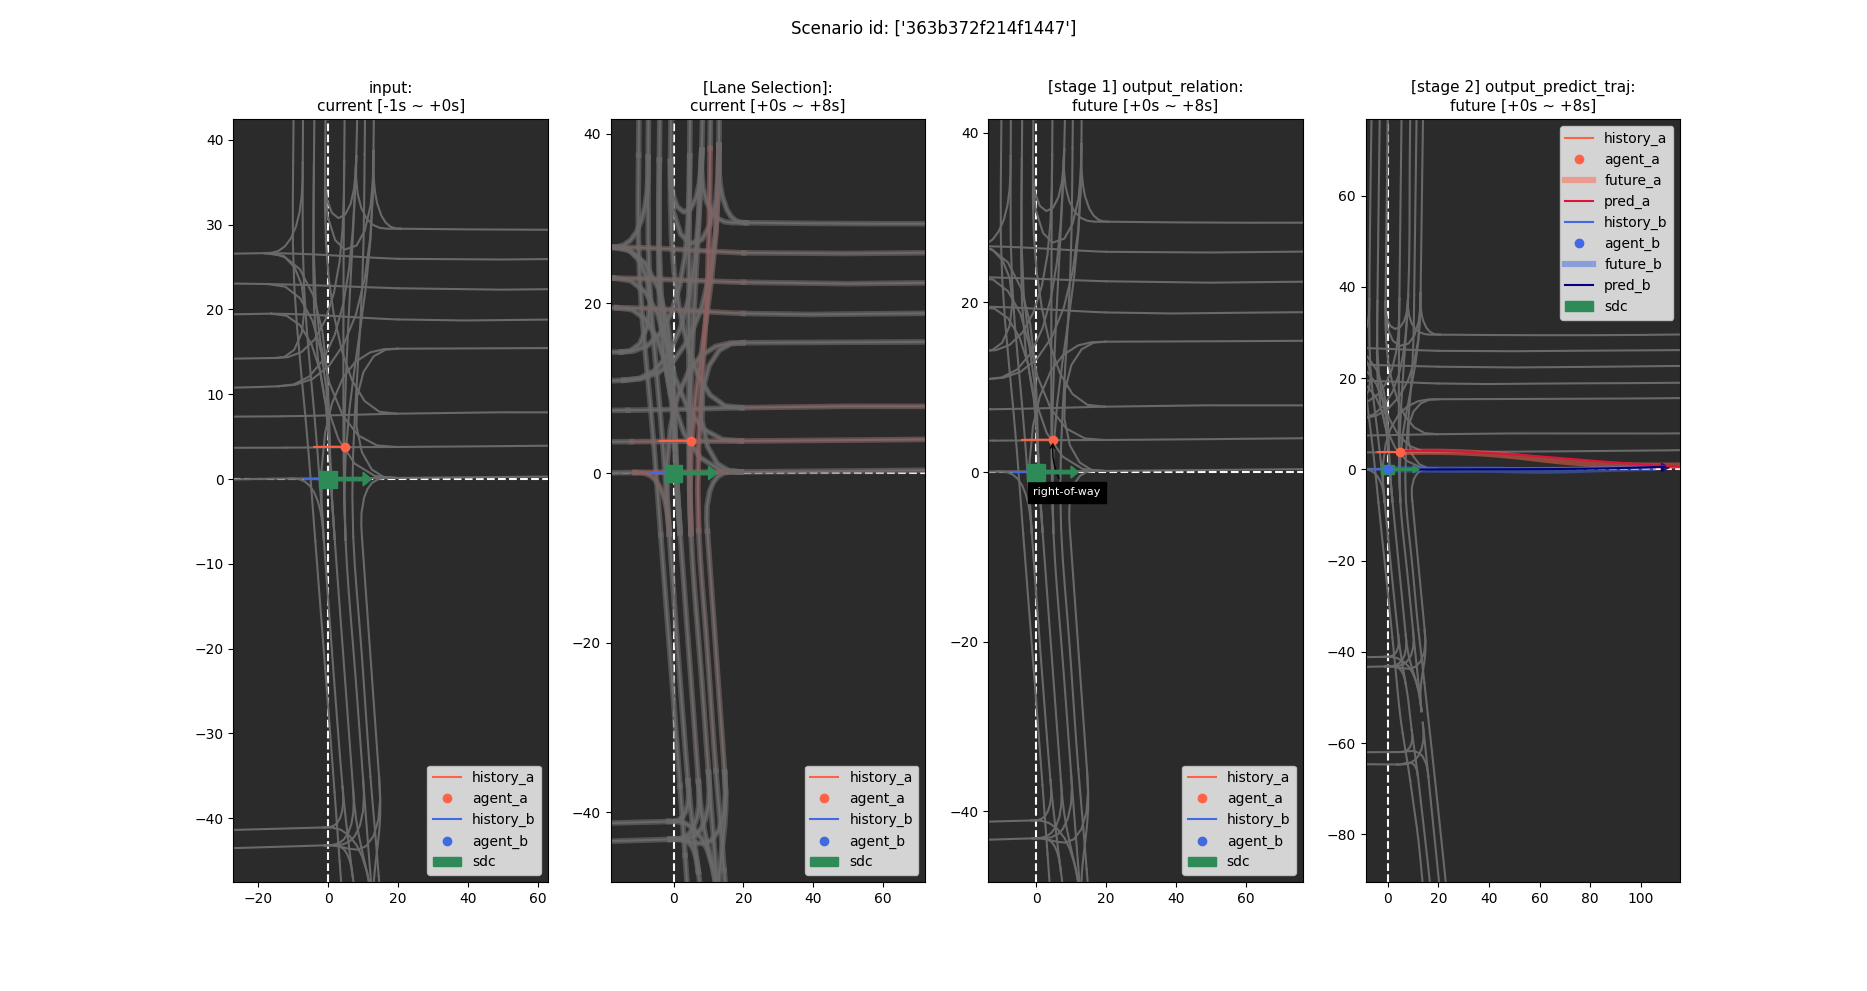 Scenario id: ['363b372f214f1447']
input:
current [-1s ~ +0s]
40
30
20
10
0
−10
−20
−30
−40
−20
0
20
40
60
history_a
agent_a
history_b
agent_b
sdc
[Lane Selection]:
current [+0s ~ +8s]
40
20
0
−20
−40
0
20
40
60
history_a
agent_a
history_b
agent_b
sdc
[stage 1] output_relation:
future [+0s ~ +8s]
40
20
0
−20
−40
right-of-way
0
20
40
60
history_a
agent_a
history_b
agent_b
sdc
[stage 2] output_predict_traj:
future [+0s ~ +8s]
60
40
20
0
−20
−40
−60
−80
0
20
40
60
80
100
history_a
agent_a
future_a
pred_a
history_b
agent_b
future_b
pred_b
sdc